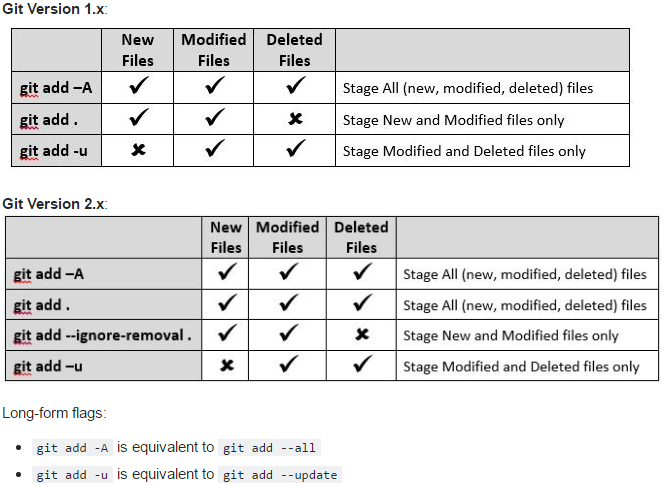 Git Version 1.x:
New Files Modified Files Deleted Files
git add –A ✔ ✔ ✔ Stage All (new, modified, deleted) files
git add . ✔ ✔ ✖ Stage New and Modified files only
git add -u ✖ ✔ ✔ Stage Modified and Deleted files only
Git Version 2.x:
New Files Modified Files Deleted Files
git add –A ✔ ✔ ✔ Stage All (new, modified, deleted) files
git add . ✔ ✔ ✔ Stage All (new, modified, deleted) files
git add --ignore-removal . ✔ ✔ ✖ Stage New and Modified files only
git add –u ✖ ✔ ✔ Stage Modified and Deleted files only
Long-form flags:
• git add -A is equivalent to git add --all
• git add -u is equivalent to git add --update